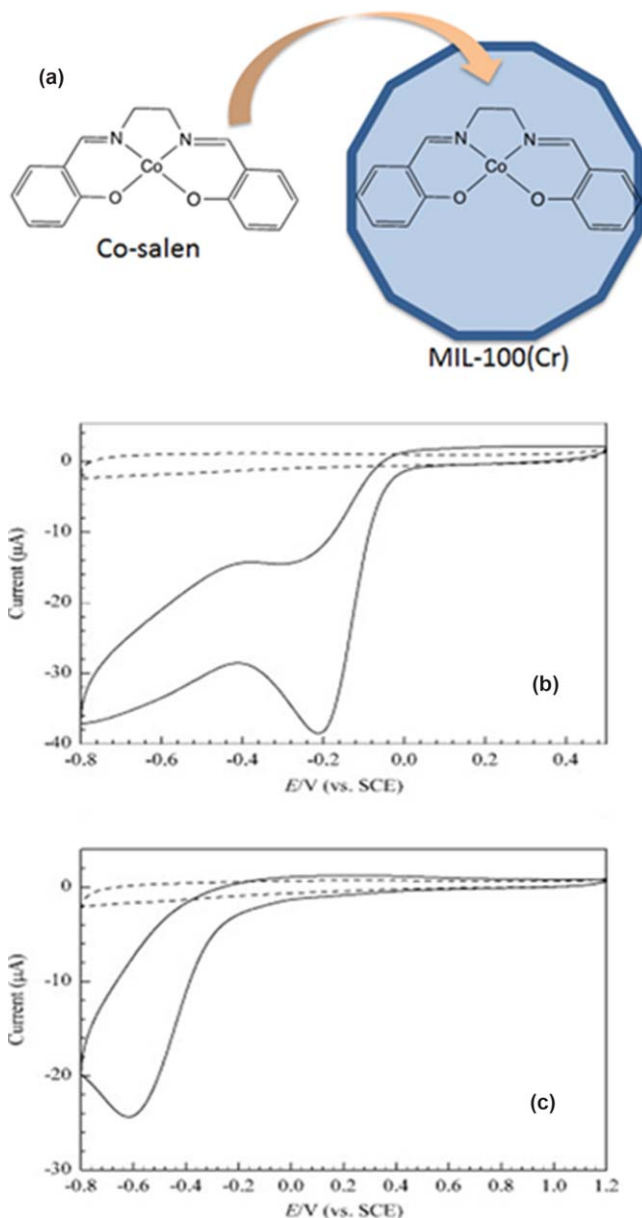 (a)
N N N N
Co Co
O O O O
Co-salen
MIL-100(Cr)
0
-10
-20
-30
-40
Current (μA)
(b)
-0.8 -0.6 -0.4 -0.2 0.0 0.2 0.4
E/V (vs. SCE)
0
-10
-20
-30
Current (μA)
(c)
-0.8 -0.6 -0.4 -0.2 0.0 0.2 0.4 0.6 0.8 1.0 1.2
E/V (vs. SCE)